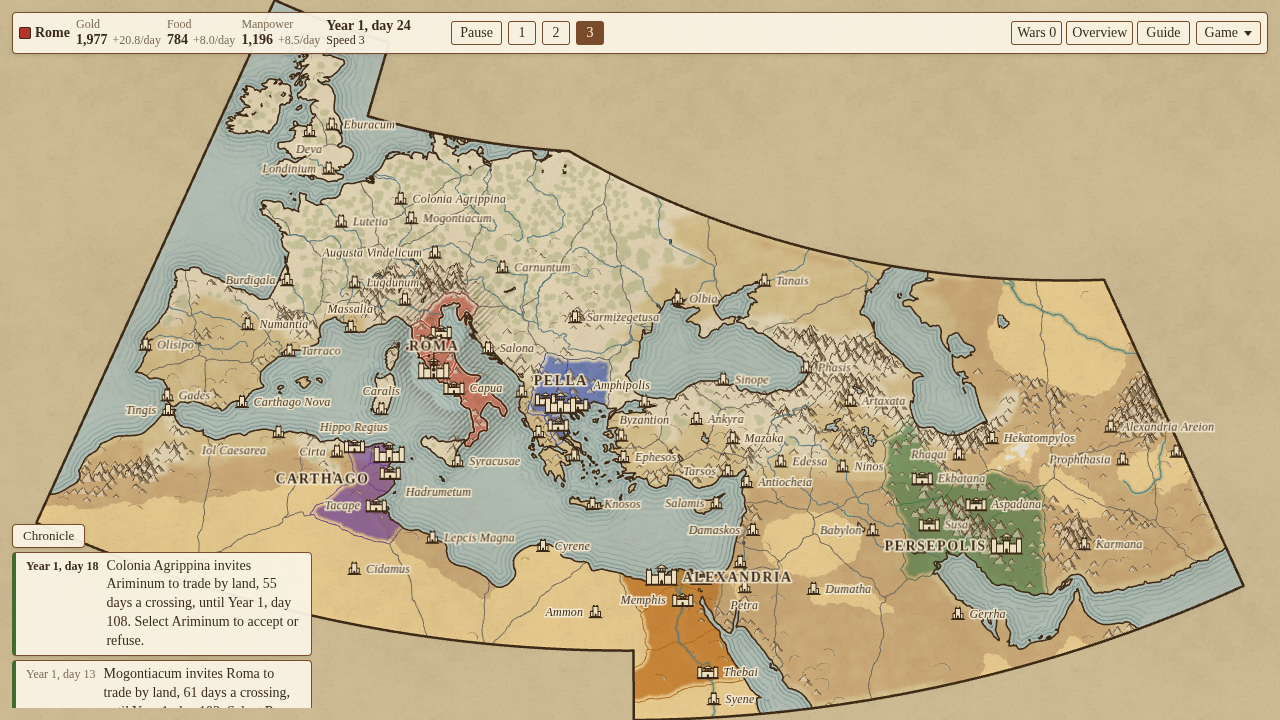 Rome
Gold
1,977 +20.8/day
Food
784 +8.0/day
Manpower
1,196 +8.5/day
Year 1, day 24
Speed 3
Pause
1
2
3
Wars 0
Overview
Guide
Game
Eburacum
Deva
Londinium
Colonia Agrippina
Lutetia
Mogontiacum
Augusta Vindelicum
Carnuntum
Burdigala
Lugdunum
Tanais
Olbia
Massalia
Numantia
Sarmizegetusa
Olisipo
Tarraco
ROMA
Salona
Phasis
PELLA
Amphipolis
Sinope
Capua
Caralis
Gades
Carthago Nova
Artaxata
Tingis
Byzantion
Ankyra
Hippo Regius
Alexandria Areion
Mazaka
Hekatompylos
Iol Caesarea
Cirta
Rhagai
Syracusae
Ephesos
Edessa
Ninos
Prophthasia
Tarsos
CARTHAGO
Ekbatana
Antiocheia
Hadrumetum
Tacape
Knosos
Salamis
Aspadana
Susa
Damaskos
Babylon
Lepcis Magna
Cyrene
PERSEPOLIS
Karmana
Cidamus
ALEXANDRIA
Dumatha
Memphis
Petra
Ammon
Gerrha
Thebai
Syene
Chronicle
Year 1, day 18 Colonia Agrippina invites
Ariminum to trade by land, 55
days a crossing, until Year 1, day
108. Select Ariminum to accept or
refuse.
Year 1, day 13 Mogontiacum invites Roma to
trade by land, 61 days a crossing,